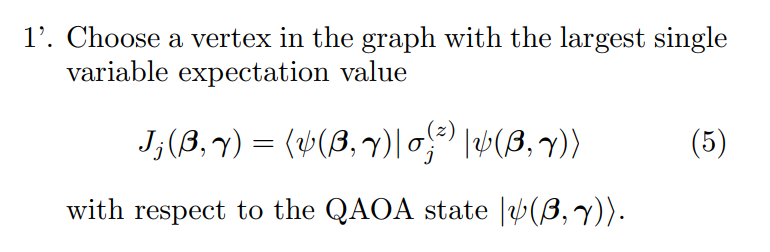 1’. Choose a vertex in the graph with the largest single
variable expectation value
J_j(β, γ) = ⟨ψ(β, γ)| σ_j^{(z)} |ψ(β, γ)⟩ (5)
with respect to the QAOA state |ψ(β, γ)⟩.